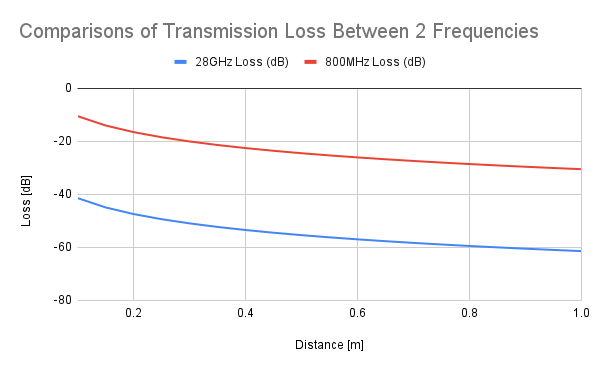 Comparisons of Transmission Loss Between 2 Frequencies
28GHz Loss (dB)
800MHz Loss (dB)
0
-20
-40
-60
-80
Loss [dB]
0.2
0.4
0.6
0.8
1.0
Distance [m]